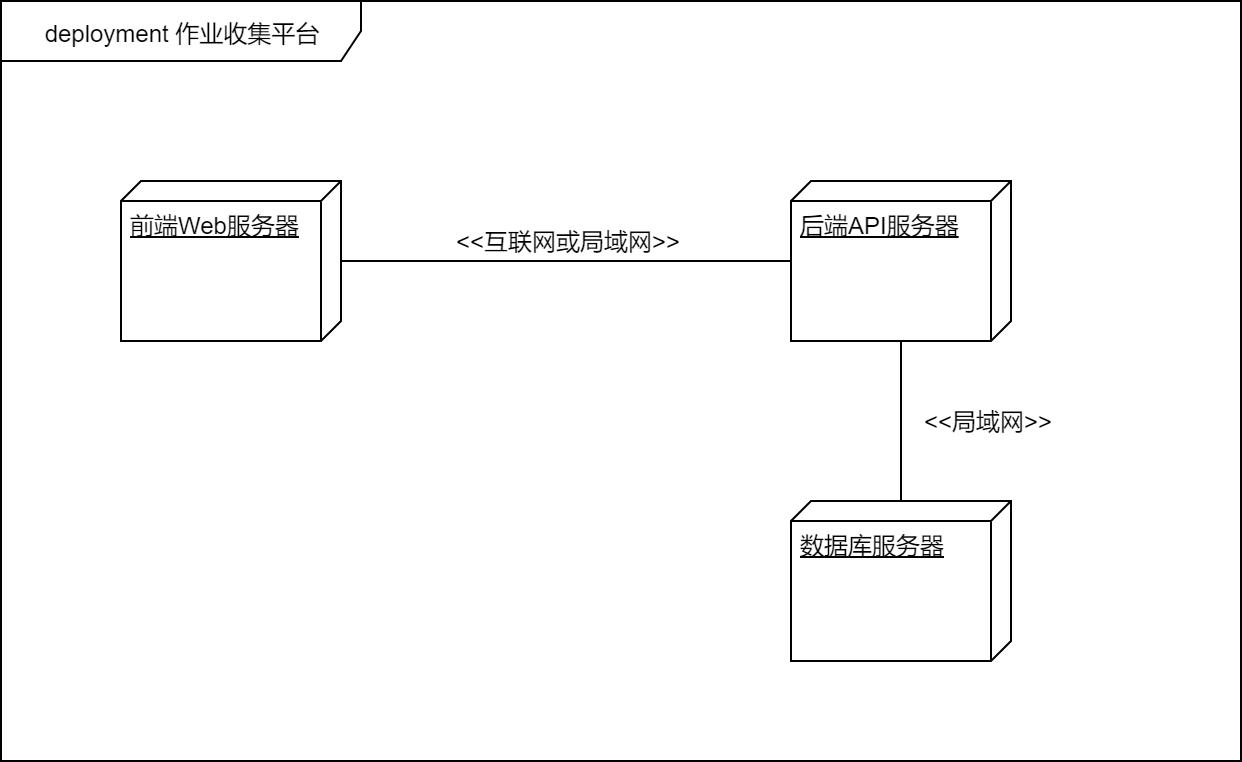 deployment 作业收集平台
前端Web服务器
<<互联网或局域网>>
后端API服务器
<<局域网>>
数据库服务器